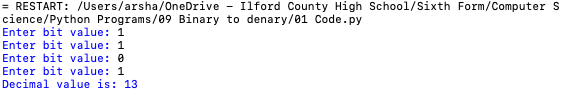 = RESTART: /Users/arsha/OneDrive - Ilford County High School/Sixth Form/Computer S
cience/Python Programs/09 Binary to denary/01 Code.py
Enter bit value: 1
Enter bit value: 1
Enter bit value: 0
Enter bit value: 1
Decimal value is: 13